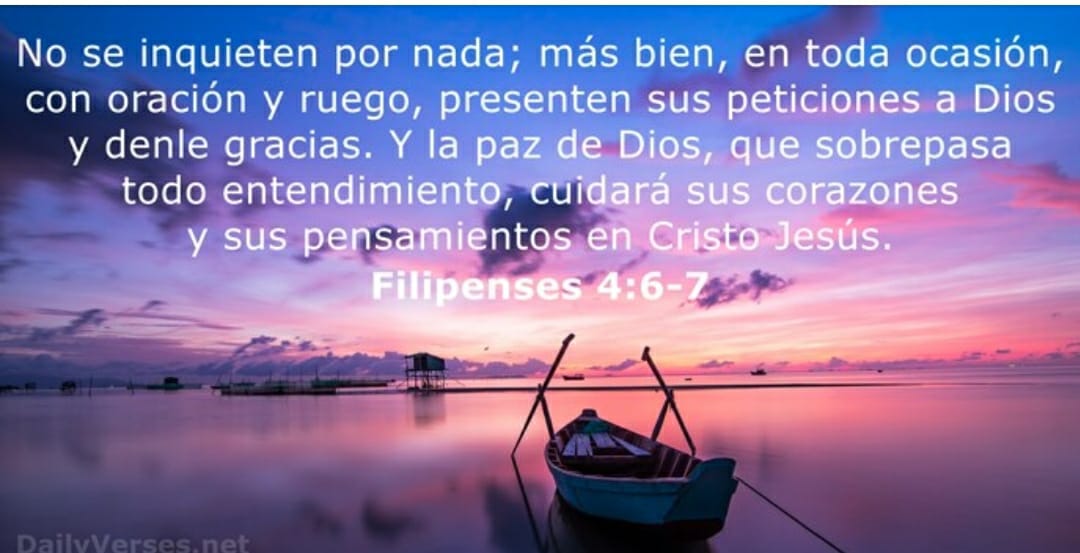 No se inquieten por nada; más bien, en toda ocasión,
con oración y ruego, presenten sus peticiones a Dios
y denle gracias. Y la paz de Dios, que sobrepasa
todo entendimiento, cuidará sus corazones
y sus pensamientos en Cristo Jesús.
Filipenses 4:6-7
DailyVerses.net